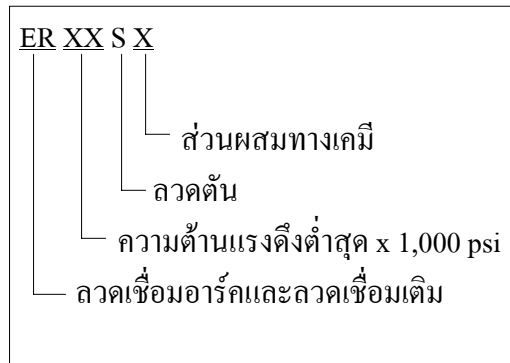 ER XX S X
ส่วนผสมทางเคมี
ลวดตัน
ความต้านแรงดึงต่ำสุด x 1,000 psi
ลวดเชื่อมอาร์คและลวดเชื่อมเติม